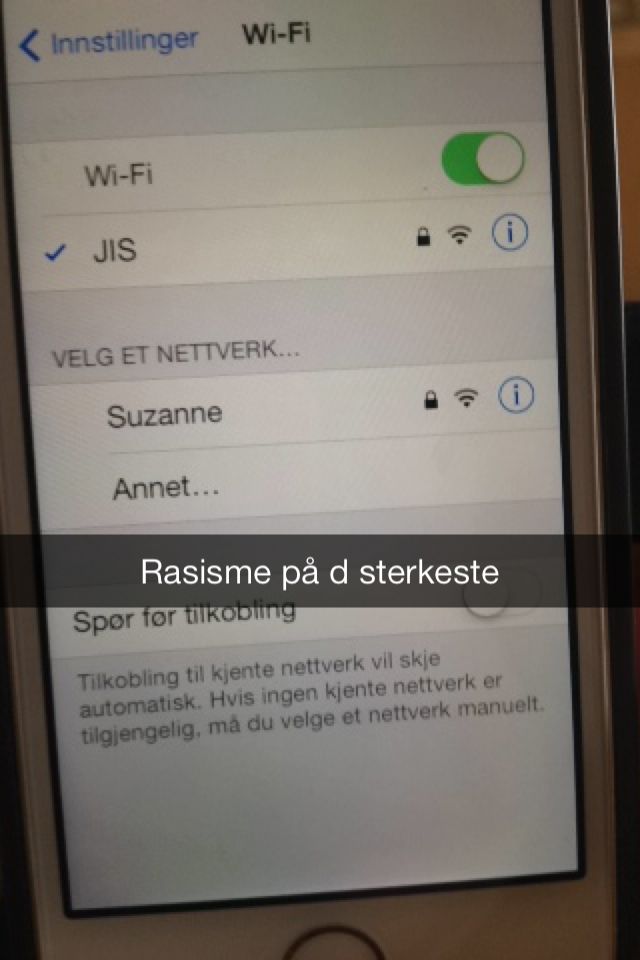 Innstillinger Wi-Fi
Wi-Fi
JIS
VELG ET NETTVERK...
Suzanne
Annet...
Rasisme på d sterkeste
Spør før tilkobling
Tilkobling til kjente nettverk vil skje
automatisk. Hvis ingen kjente nettverk er
tilgjengelig, må du velge et nettverk manuelt.